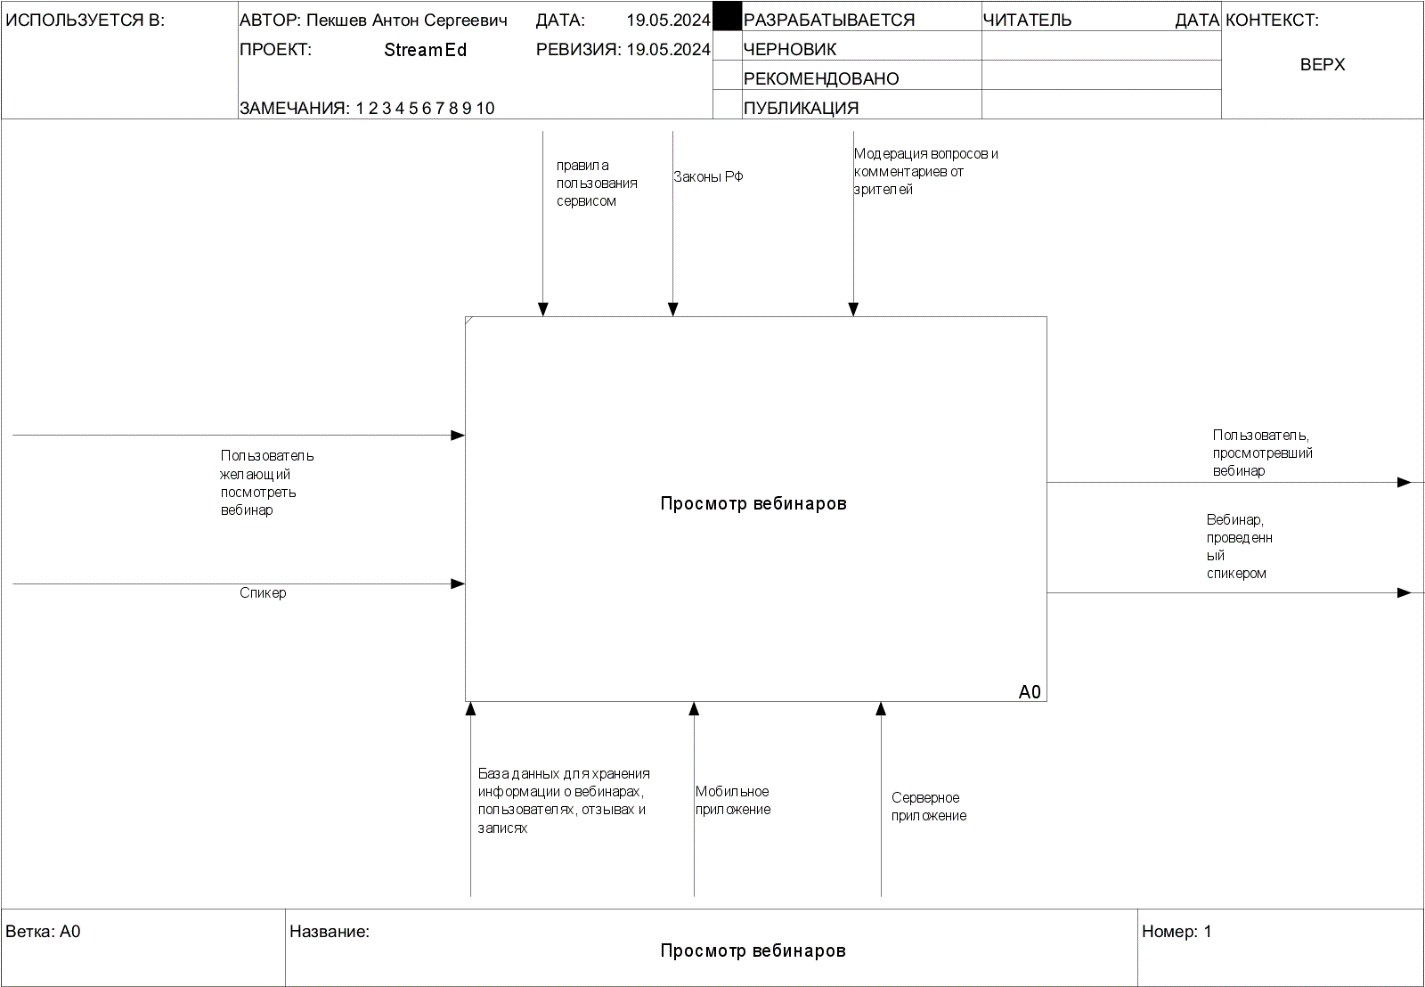 ИСПОЛЬЗУЕТСЯ В:
АВТОР: Пекшев Антон Сергеевич
ДАТА: 19.05.2024
ПРОЕКТ: StreamEd
РЕВИЗИЯ: 19.05.2024
ЗАМЕЧАНИЯ: 1 2 3 4 5 6 7 8 9 10
РАЗРАБАТЫВАЕТСЯ
ЧЕРНОВИК
РЕКОМЕНДОВАНО
ПУБЛИКАЦИЯ
ЧИТАТЕЛЬ
ДАТА
КОНТЕКСТ:
ВЕРХ
правила
пользования
сервисом
Законы РФ
Модерация вопросов и
комментариев от
зрителей
Пользователь
желающий
посмотреть
вебинар
Спикер
Просмотр вебинаров
A0
Пользователь,
просмотревший
вебинар
Вебинар,
проведенн
ый
спикером
База данных для хранения
информации о вебинарах,
пользователях, отзывах и
записях
Мобильное
приложение
Серверное
приложение
Ветка: A0
Название:
Просмотр вебинаров
Номер: 1